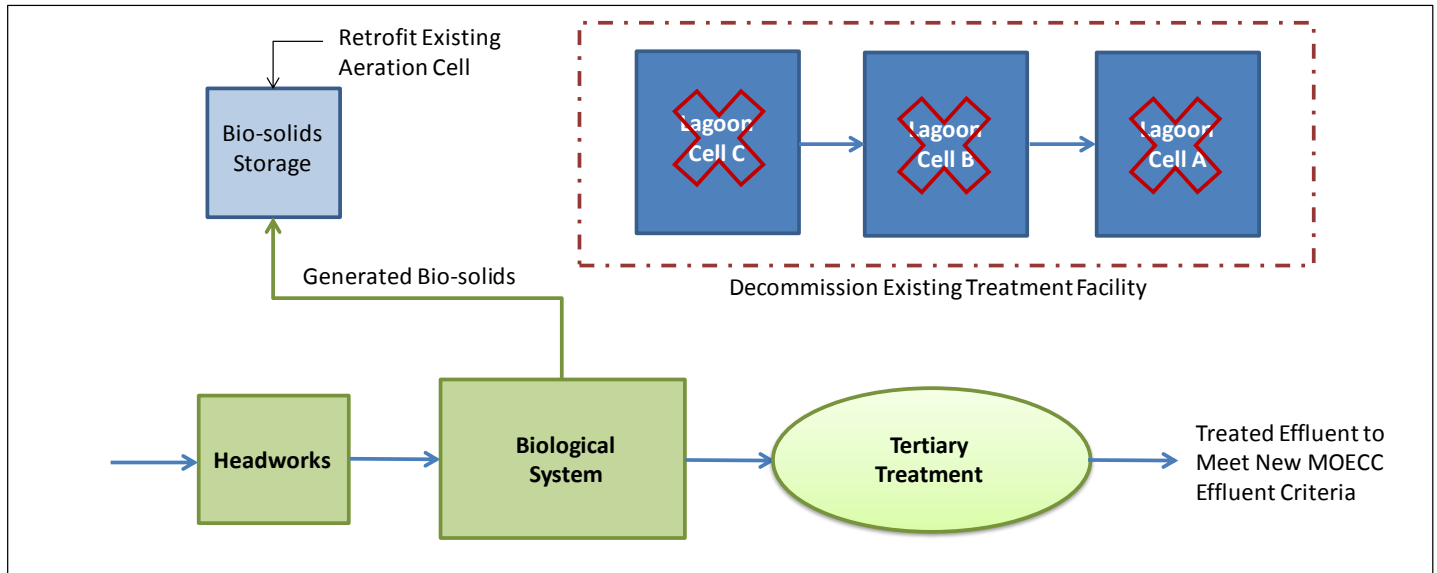 Retrofit Existing
Aeration Cell
Bio-solids
Storage
Lagoon
Cell C
Lagoon
Cell B
Lagoon
Cell A
Generated Bio-solids
Decommission Existing Treatment Facility
Headworks
Biological
System
Tertiary
Treatment
Treated Effluent to
Meet New MOECC
Effluent Criteria